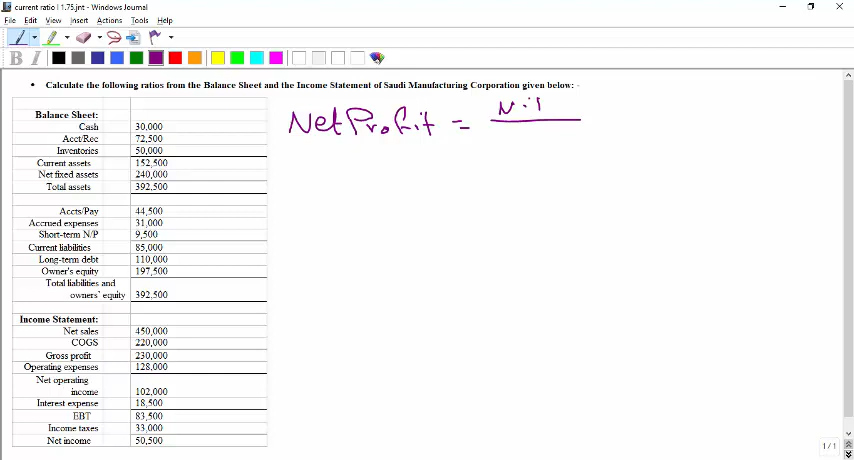 current ratio l 1.75.jnt - Windows Journal
File Edit View Insert Actions Tools Help
B I
• Calculate the following ratios from the Balance Sheet and the Income Statement of Saudi Manufacturing Corporation given below: -
Balance Sheet:
Cash 30,000
Acct/Rec 72,500
Inventories 50,000
Current assets 152,500
Net fixed assets 240,000
Total assets 392,500
Accts/Pay 44,500
Accrued expenses 31,000
Short-term N/P 9,500
Current liabilities 85,000
Long-term debt 110,000
Owner's equity 197,500
Total liabilities and
owners' equity 392,500
Income Statement:
Net sales 450,000
COGS 220,000
Gross profit 230,000
Operating expenses 128,000
Net operating
income 102,000
Interest expense 18,500
EBT 83,500
Income taxes 33,000
Net income 50,500
Net Profit =
1 / 1